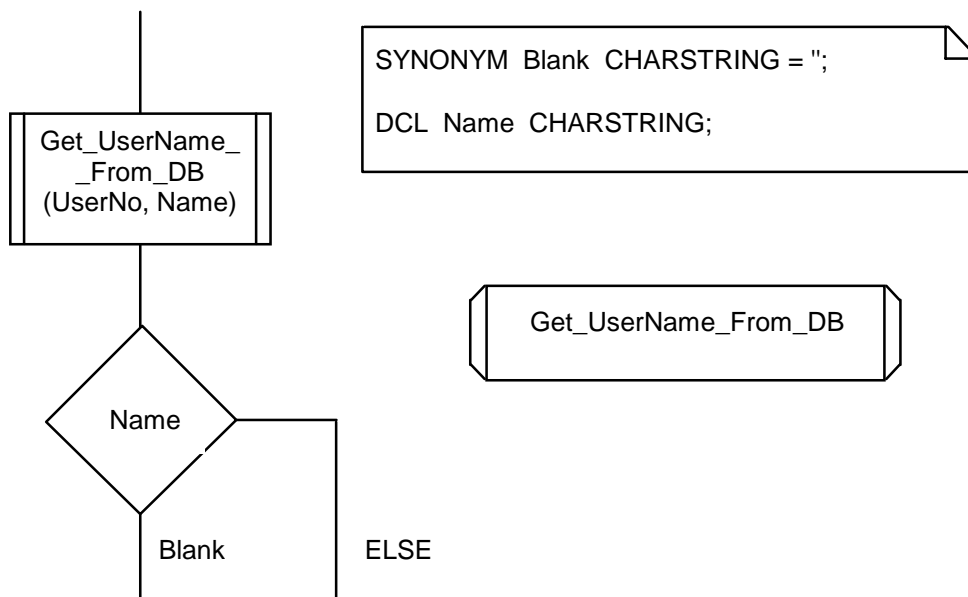 SYNONYM Blank CHARSTRING = '';
DCL Name CHARSTRING;
Get_UserName_
_From_DB
(UserNo, Name)
Get_UserName_From_DB
Name
Blank
ELSE